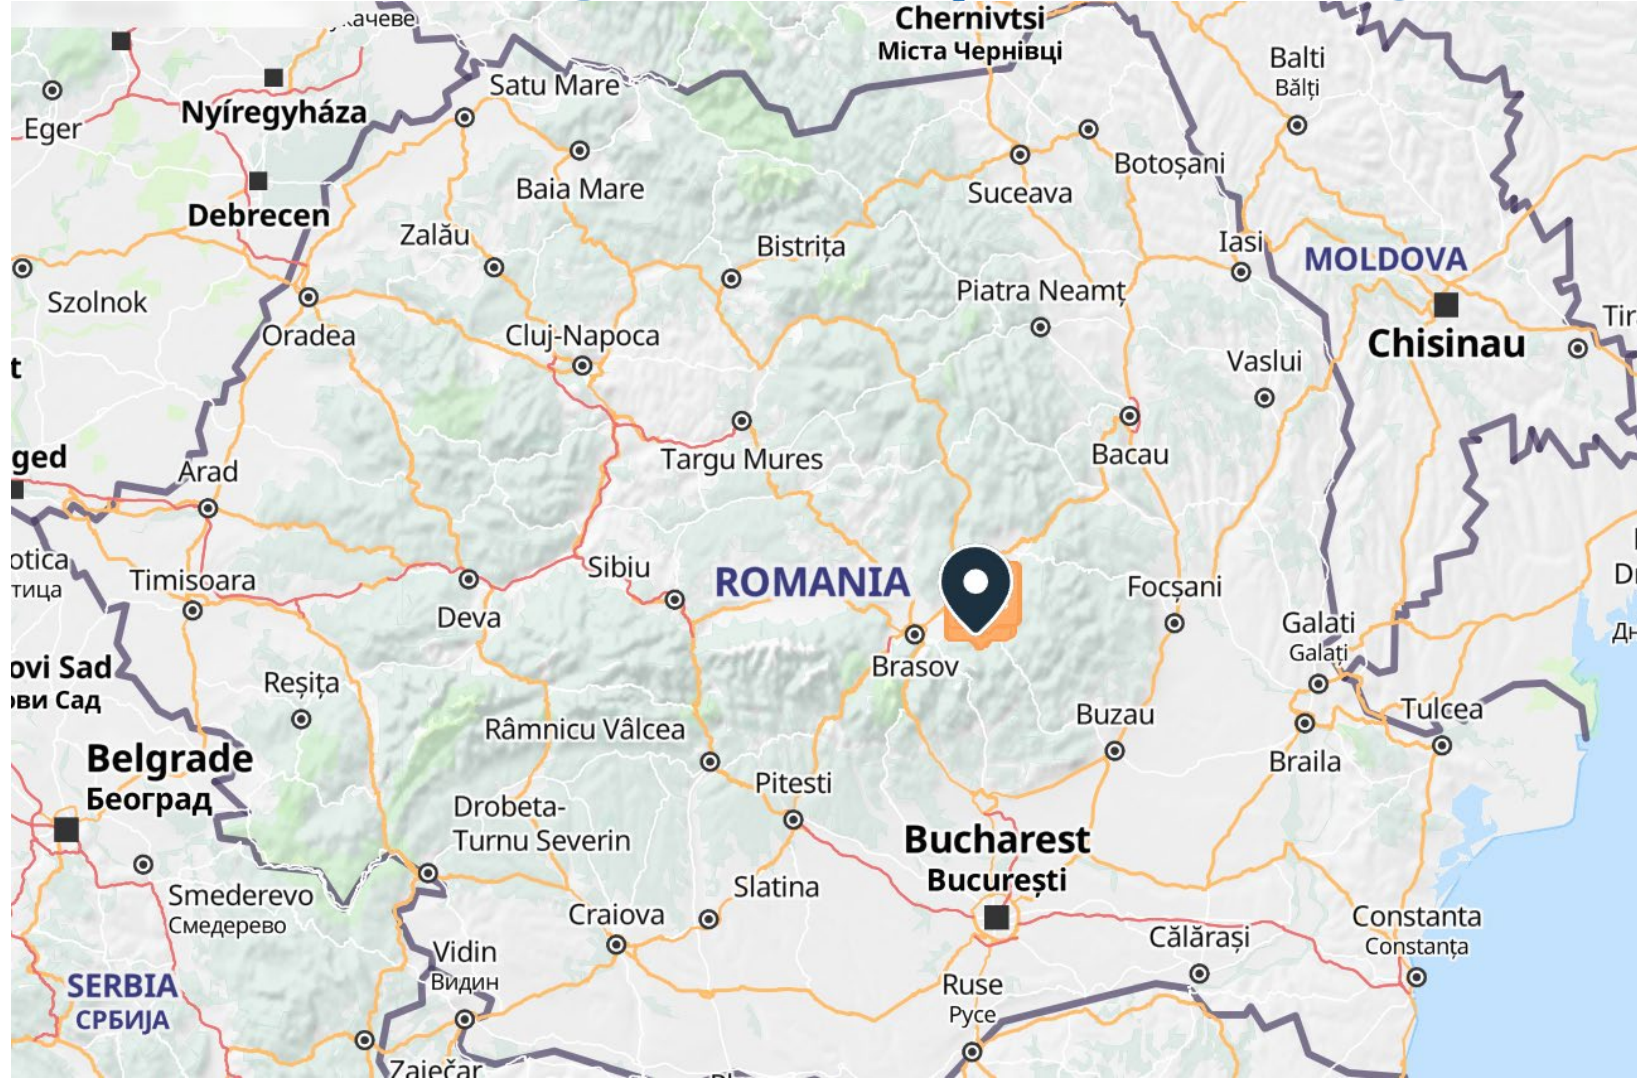 Chernivtsi
Міста Чернівці
Balti
Bălți
Satu Mare
Nyíregyháza
Eger
Botoșani
Baia Mare
Suceava
Debrecen
Zalău
Bistrița
Iasi
MOLDOVA
Szolnok
Piatra Neamț
Oradea
Cluj-Napoca
Chisinau
Vaslui
Targu Mures
Bacau
Arad
Timisoara
Sibiu
ROMANIA
Focșani
Deva
Galati
Galați
Brasov
Reșița
Râmnicu Vâlcea
Buzau
Tulcea
Belgrade
Београд
Braila
Pitesti
Drobeta-
Turnu Severin
Bucharest
București
Slatina
Smederevo
Смедерево
Craiova
Constanta
Constanța
Călărași
Vidin
Видин
SERBIA
СРБИЈА
Ruse
Русе
Zaječar